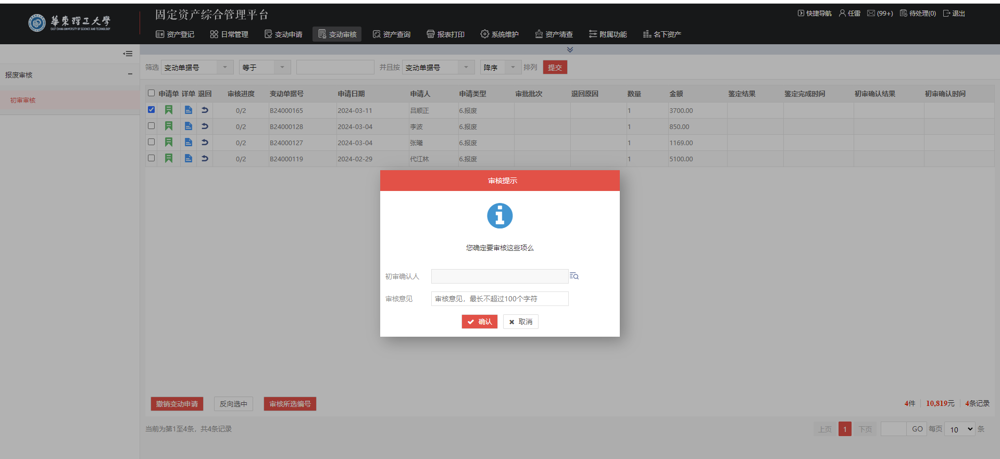 華東理工大學
EAST CHINA UNIVERSITY OF SCIENCE AND TECHNOLOGY
固定资产综合管理平台
快捷导航 任雷 (99+) 待处理(0) 退出
资产登记 日常管理 变动申请 变动审核 资产查询 报表打印 系统维护 资产清查 附属功能 名下资产
报废审核
初审审核
筛选 变动单据号 等于 并且按 变动单据号 降序 排列 提交
申请单 详单 退回 审核进度 变动单据号 申请日期 申请人 申请类型 审批批次 退回原因 数量 金额 鉴定结果 鉴定完成时间 初审确认结果 初审确认时间
0/2 B24000165 2024-03-11 吕顺正 6.报废 1 3700.00
0/2 B24000128 2024-03-04 李波 6.报废 1 850.00
0/2 B24000127 2024-03-04 张曦 6.报废 1 1169.00
0/2 B24000119 2024-02-29 代江林 6.报废 1 5100.00
审核提示
您确定要审核这些项么
初审确认人
审核意见 审核意见，最长不超过100个字符
确认 取消
撤销变动申请 反向选中 审核所选编号 4件 10,819元 4条记录
当前为第1至4条，共4条记录 上页 1 下页 GO 每页 10 条